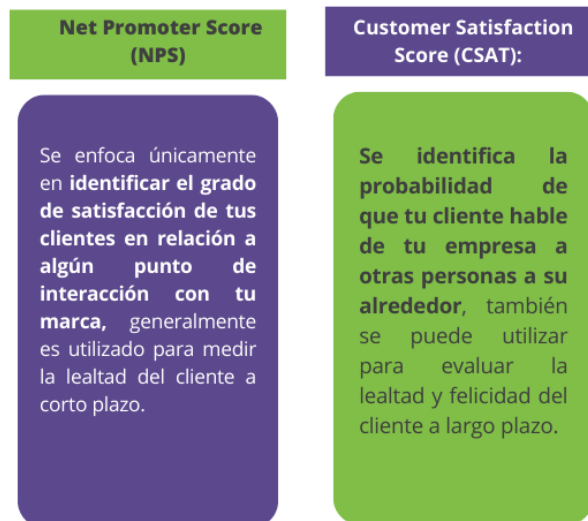 Net Promoter Score
(NPS)
Se enfoca únicamente
en identificar el grado
de satisfacción de tus
clientes en relación a
algún punto de
interacción con tu
marca, generalmente
es utilizado para medir
la lealtad del cliente a
corto plazo.
Customer Satisfaction
Score (CSAT):
Se identifica la
probabilidad de
que tu cliente hable
de tu empresa a
otras personas a su
alrededor, también
se puede utilizar
para evaluar la
lealtad y felicidad del
cliente a largo plazo.